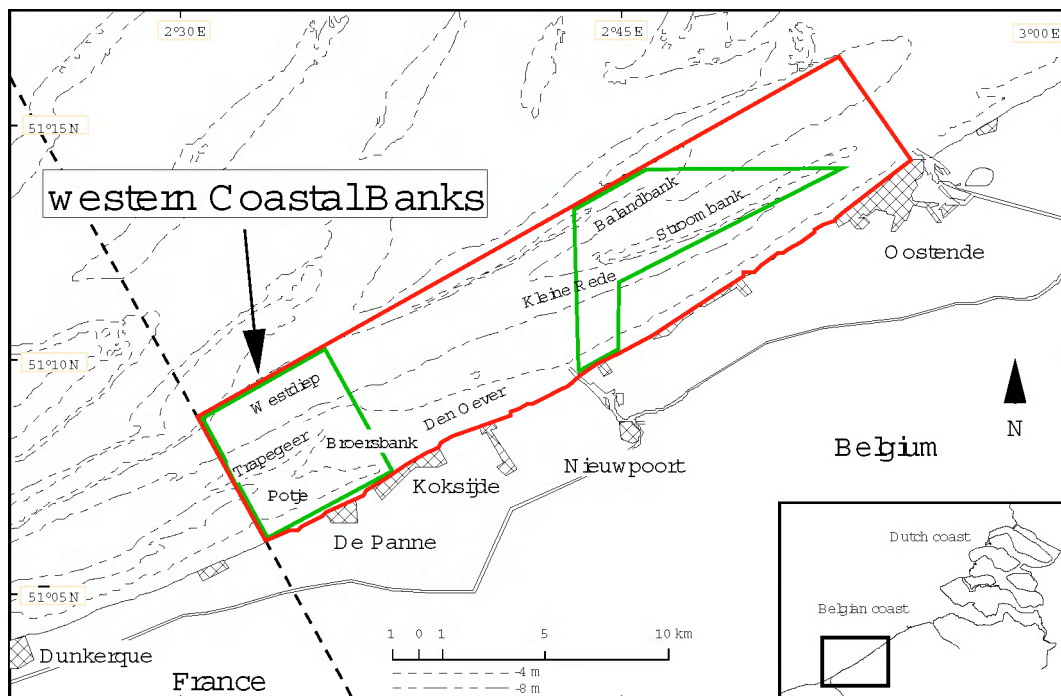 2°30E
2°45E
3°00E
51°15N
western CoastalBanks
Balandbank
Stroom bank
Oostende
Kleine Rede
51°10N
Westdiep
Den Oever
N
Trapegeer
Broersbank
Belgium
Nieuwpoort
Koksijde
Potje
De Panne
Dutch coast
51°05N
Belgian coast
1 0 1 5 10 km
Dunkerque
-4 m
France
-8 m